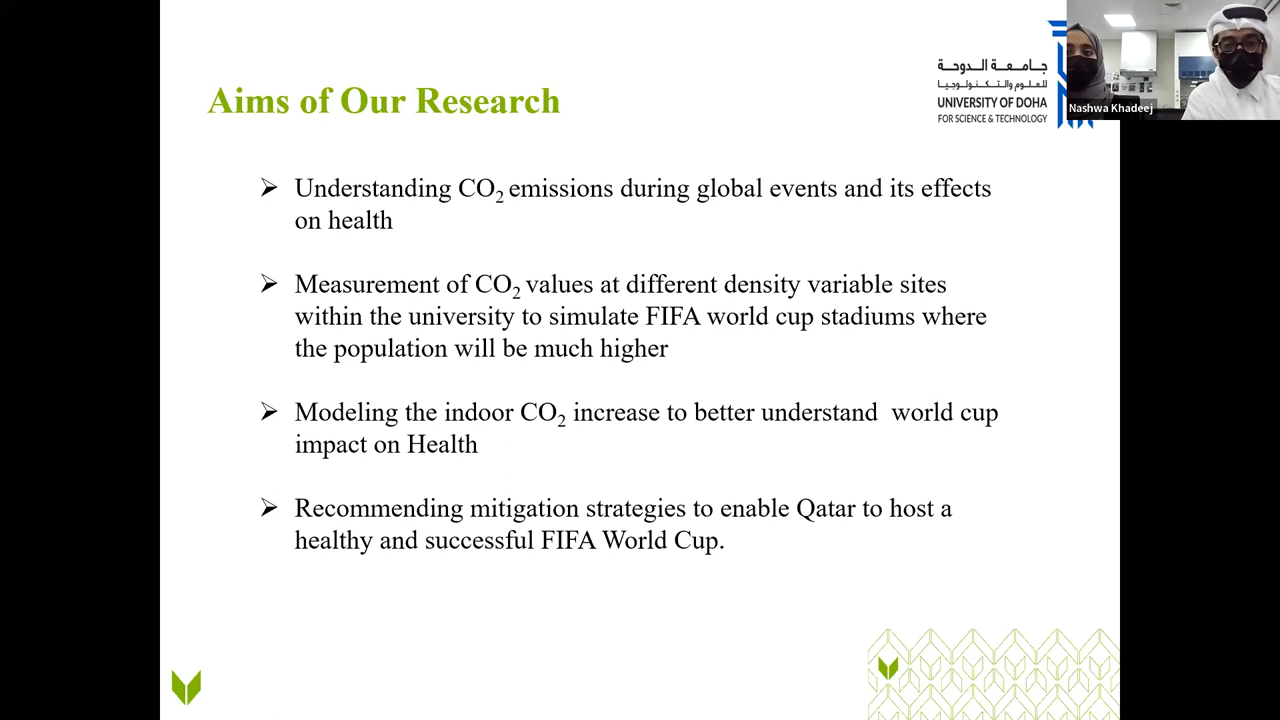 Aims of Our Research
جامعة الدوحة
للعلوم والتكنولوجيا
UNIVERSITY OF DOHA
FOR SCIENCE & TECHNOLOGY
Nashwa Khadeej
➢ Understanding CO₂ emissions during global events and its effects
on health
➢ Measurement of CO₂ values at different density variable sites
within the university to simulate FIFA world cup stadiums where
the population will be much higher
➢ Modeling the indoor CO₂ increase to better understand world cup
impact on Health
➢ Recommending mitigation strategies to enable Qatar to host a
healthy and successful FIFA World Cup.